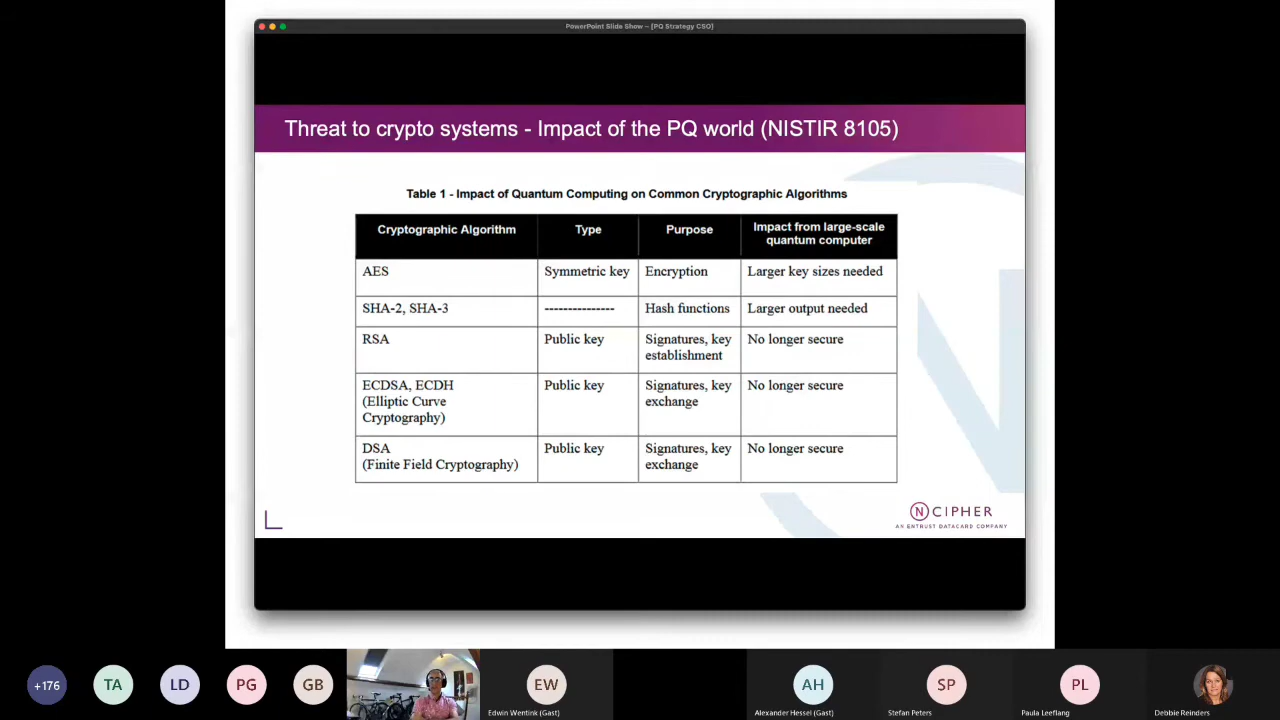 PowerPoint Slide Show – [PQ Strategy CSO]
Threat to crypto systems - Impact of the PQ world (NISTIR 8105)
Table 1 - Impact of Quantum Computing on Common Cryptographic Algorithms
Cryptographic Algorithm Type Purpose Impact from large-scale
quantum computer
AES Symmetric key Encryption Larger key sizes needed
SHA-2, SHA-3 --------------- Hash functions Larger output needed
RSA Public key Signatures, key No longer secure
establishment
ECDSA, ECDH Public key Signatures, key No longer secure
(Elliptic Curve exchange
Cryptography)
DSA Public key Signatures, key No longer secure
(Finite Field Cryptography) exchange
N CIPHER
AN ENTRUST DATACARD COMPANY
+176 TA LD PG GB EW AH SP PL
Edwin Wentink (Gast) Alexander Hessel (Gast) Stefan Peters Paula Leeflang Debbie Reinders